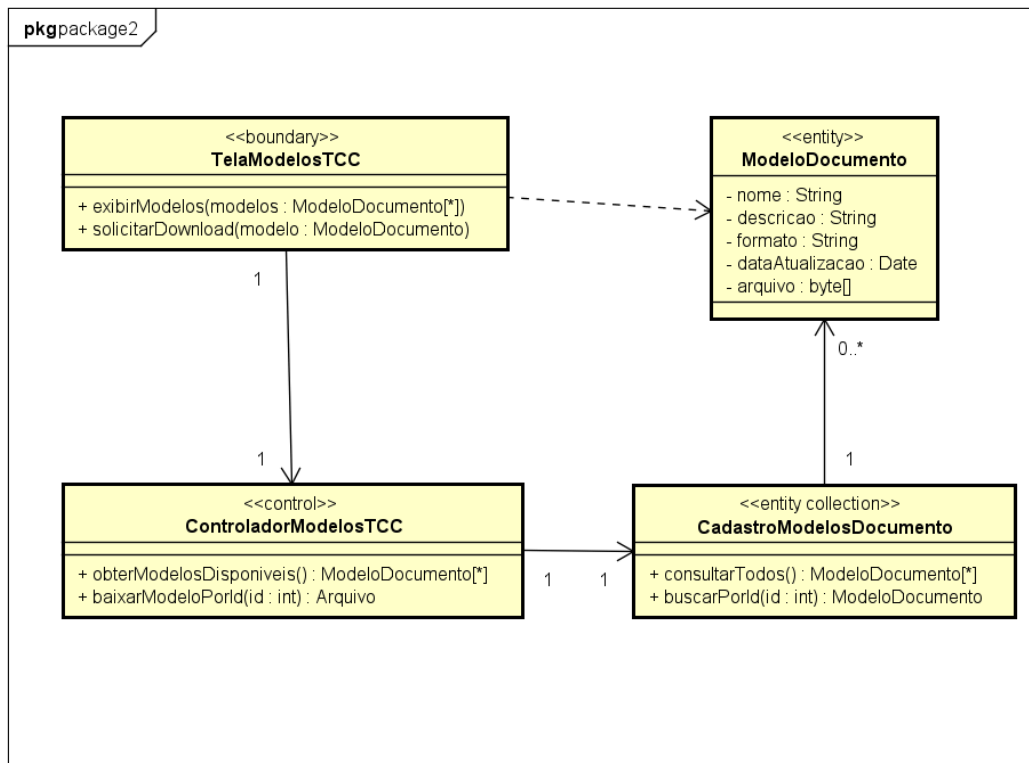 pkg package2
<<boundary>>
TelaModelosTCC
+ exibirModelos(modelos : ModeloDocumento[*])
+ solicitarDownload(modelo : ModeloDocumento)
<<entity>>
ModeloDocumento
- nome : String
- descricao : String
- formato : String
- dataAtualizacao : Date
- arquivo : byte[]
1
0..*
1
1
<<control>>
ControladorModelosTCC
+ obterModelosDisponiveis() : ModeloDocumento[*]
+ baixarModeloPorId(id : int) : Arquivo
1
1
<<entity collection>>
CadastroModelosDocumento
+ consultarTodos() : ModeloDocumento[*]
+ buscarPorId(id : int) : ModeloDocumento